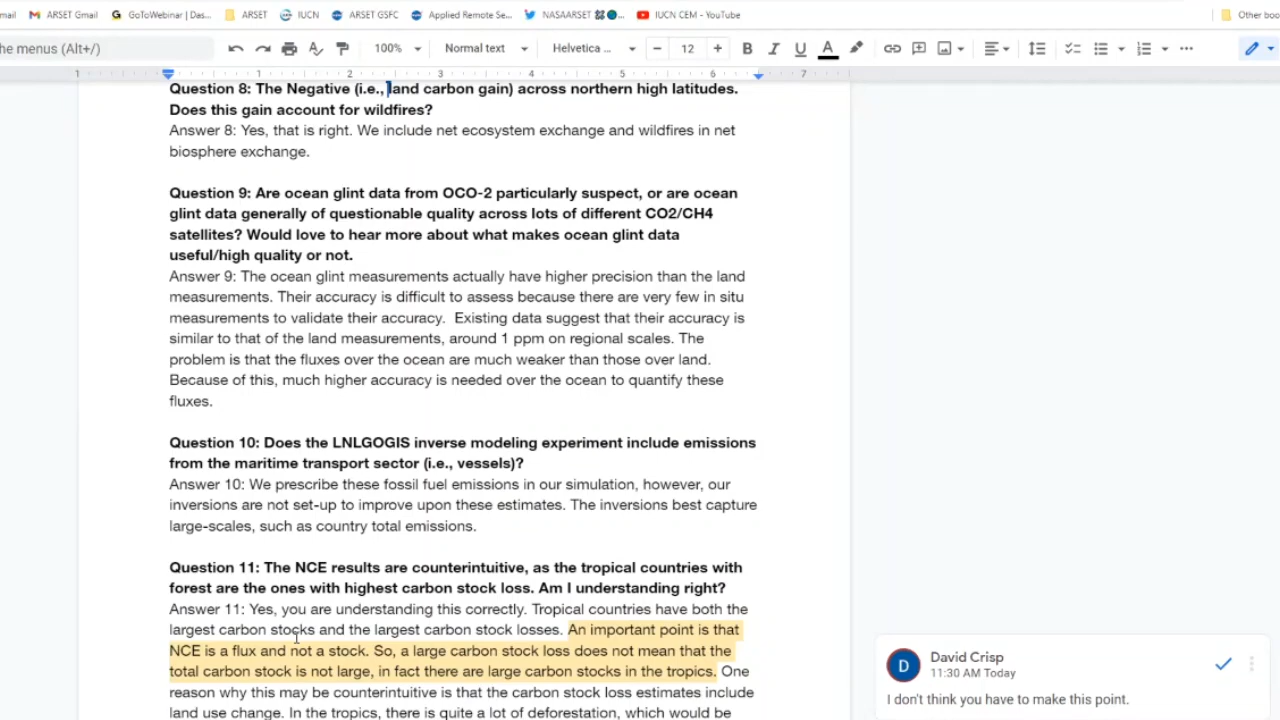 mail ARSET Gmail GoToWebinar | Das... ARSET IUCN ARSET GSFC Applied Remote Se... NASAARSET IUCN CEM - YouTube Other boo
he menus (Alt+/) 100% Normal text Helvetica ... 12 B I U A
1 1 2 3 4 5 6 7
Question 8: The Negative (i.e., land carbon gain) across northern high latitudes.
Does this gain account for wildfires?
Answer 8: Yes, that is right. We include net ecosystem exchange and wildfires in net
biosphere exchange.
Question 9: Are ocean glint data from OCO-2 particularly suspect, or are ocean
glint data generally of questionable quality across lots of different CO2/CH4
satellites? Would love to hear more about what makes ocean glint data
useful/high quality or not.
Answer 9: The ocean glint measurements actually have higher precision than the land
measurements. Their accuracy is difficult to assess because there are very few in situ
measurements to validate their accuracy.  Existing data suggest that their accuracy is
similar to that of the land measurements, around 1 ppm on regional scales. The
problem is that the fluxes over the ocean are much weaker than those over land.
Because of this, much higher accuracy is needed over the ocean to quantify these
fluxes.
Question 10: Does the LNLGOGIS inverse modeling experiment include emissions
from the maritime transport sector (i.e., vessels)?
Answer 10: We prescribe these fossil fuel emissions in our simulation, however, our
inversions are not set-up to improve upon these estimates. The inversions best capture
large-scales, such as country total emissions.
Question 11: The NCE results are counterintuitive, as the tropical countries with
forest are the ones with highest carbon stock loss. Am I understanding right?
Answer 11: Yes, you are understanding this correctly. Tropical countries have both the
largest carbon stocks and the largest carbon stock losses. An important point is that
NCE is a flux and not a stock. So, a large carbon stock loss does not mean that the
total carbon stock is not large, in fact there are large carbon stocks in the tropics. One
reason why this may be counterintuitive is that the carbon stock loss estimates include
land use change. In the tropics, there is quite a lot of deforestation, which would be
D
David Crisp
11:30 AM Today
I don't think you have to make this point.